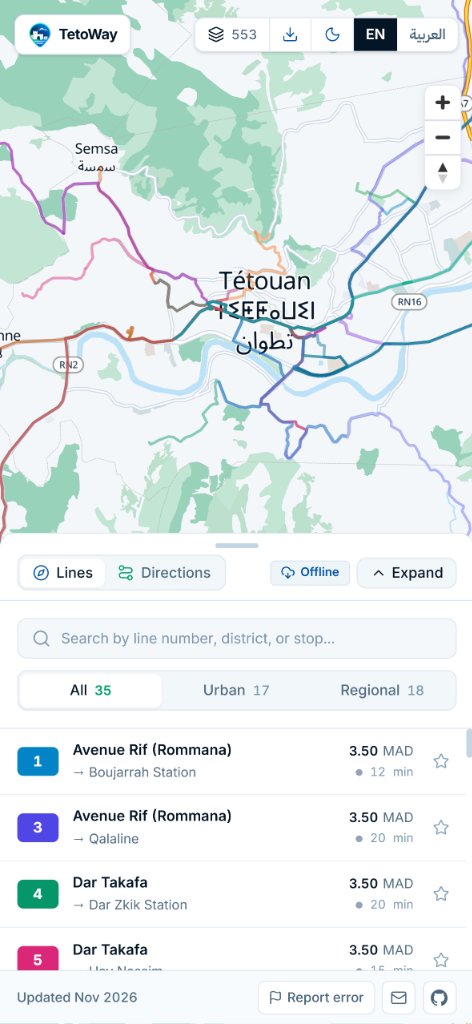 TetoWay
553
EN
العربية
A7
Semsa
سمسة
Tétouan
ⵜⵉⵟⵟⴰⵡⵉⵏ
تطوان
RN16
RN2
Lines
Directions
Offline
Expand
Search by line number, district, or stop...
All 35
Urban 17
Regional 18
1 Avenue Rif (Rommana) 3.50 MAD
→ Boujarrah Station 12 min
3 Avenue Rif (Rommana) 3.50 MAD
→ Qalaline 20 min
4 Dar Takafa 3.50 MAD
→ Dar Zkik Station 20 min
5 Dar Takafa 3.50 MAD
15 min
Updated Nov 2026
Report error